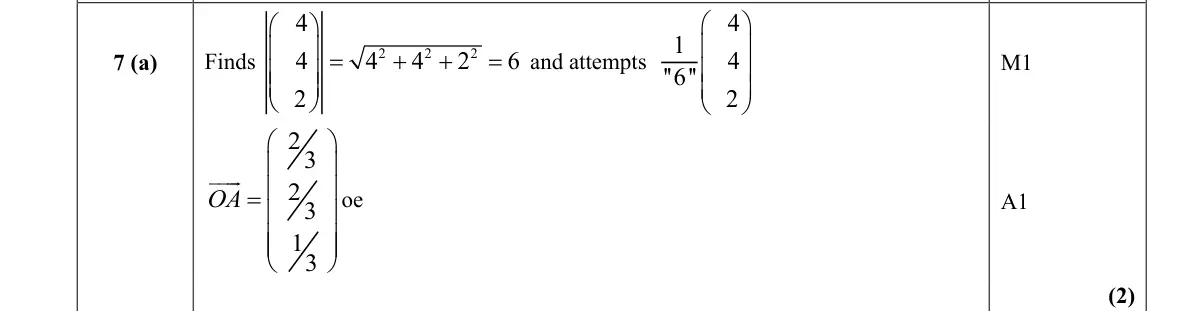 7 (a) Finds |(4 4 2)| = √4² + 4² + 2² = 6 and attempts 1/"6" (4 4 2) M1
OA = (2/3 2/3 1/3) oe A1
(2)